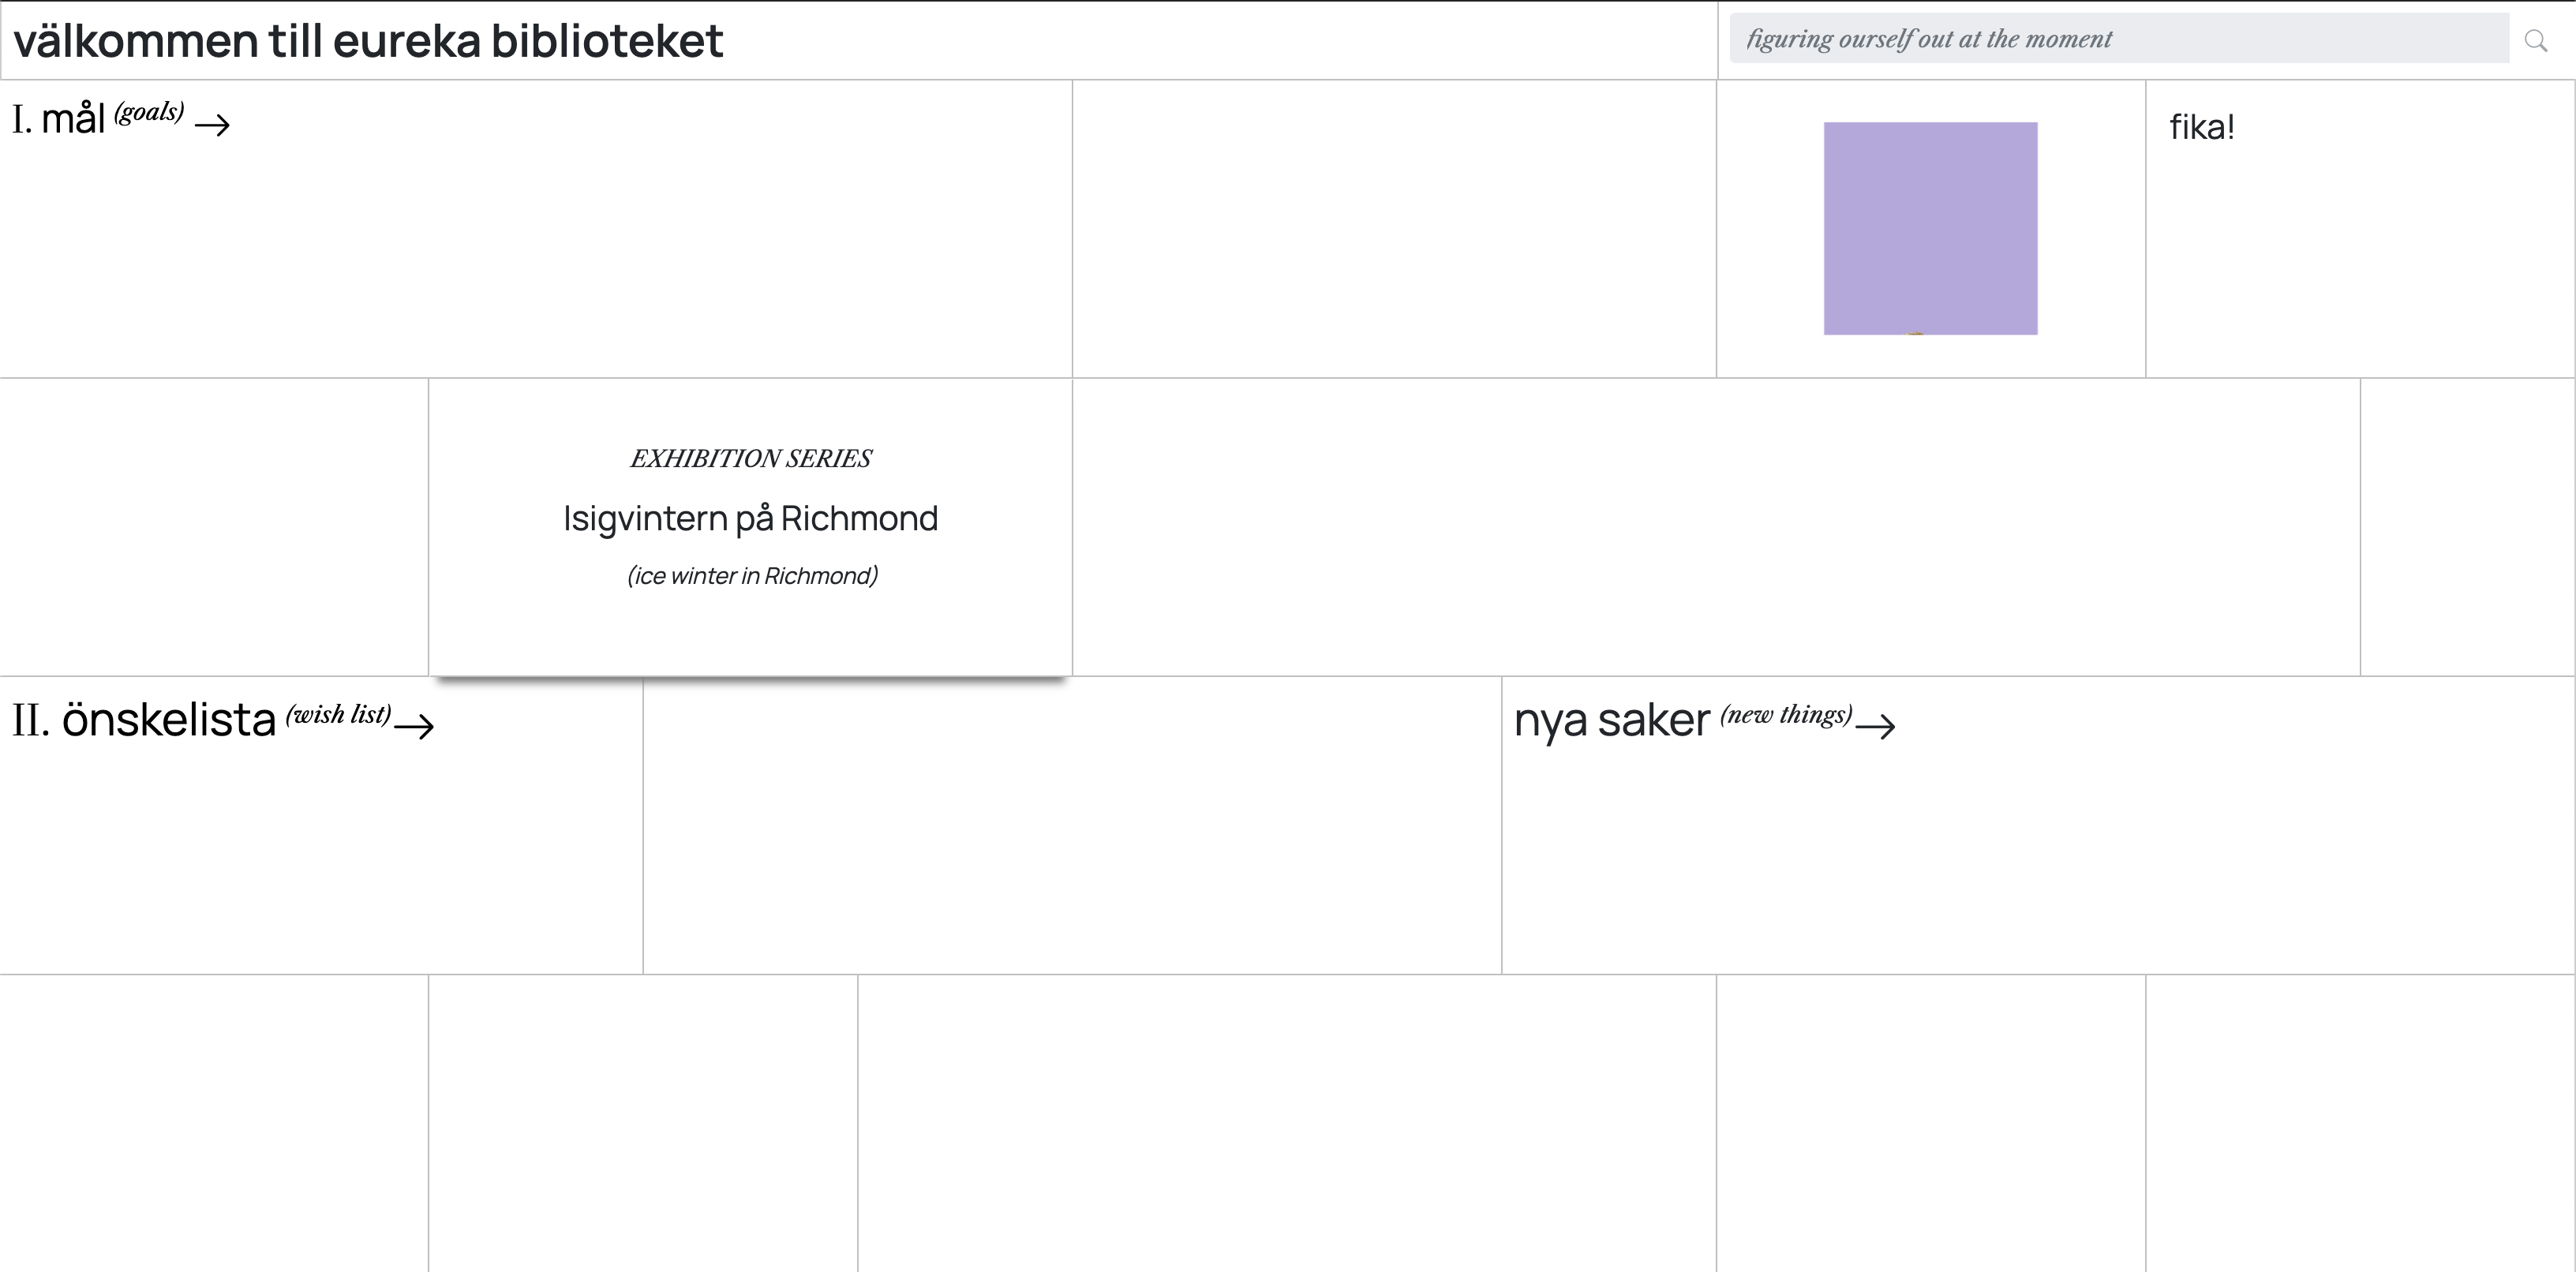 välkommen till eureka biblioteket
figuring ourself out at the moment
I. mål (goals) →
fika!
EXHIBITION SERIES
Isigvintern på Richmond
(ice winter in Richmond)
II. önskelista (wish list)→
nya saker (new things)→